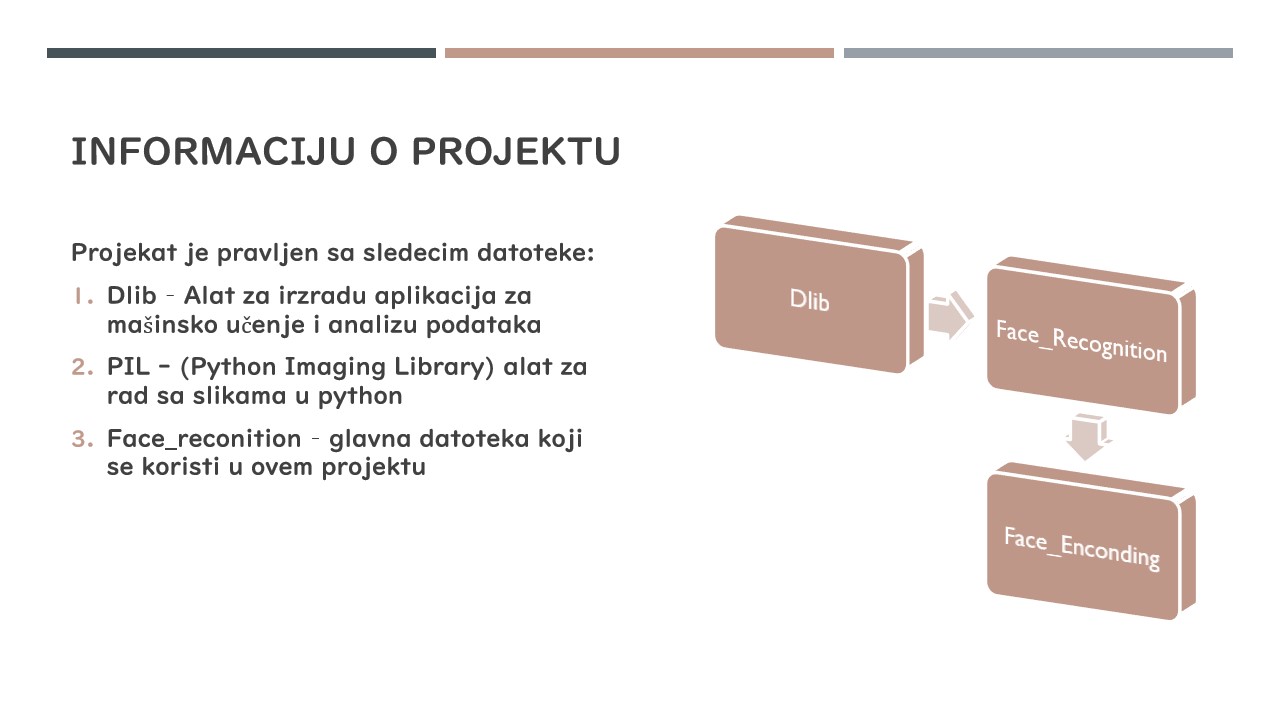 INFORMACIJU O PROJEKTU
Projekat je pravljen sa sledecim datoteke:
1. Dlib – Alat za irzradu aplikacija za
mašinsko učenje i analizu podataka
2. PIL – (Python Imaging Library) alat za
rad sa slikama u python
3. Face_reconition – glavna datoteka koji
se koristi u ovem projektu
Dlib
Face_Recognition
Face_Enconding